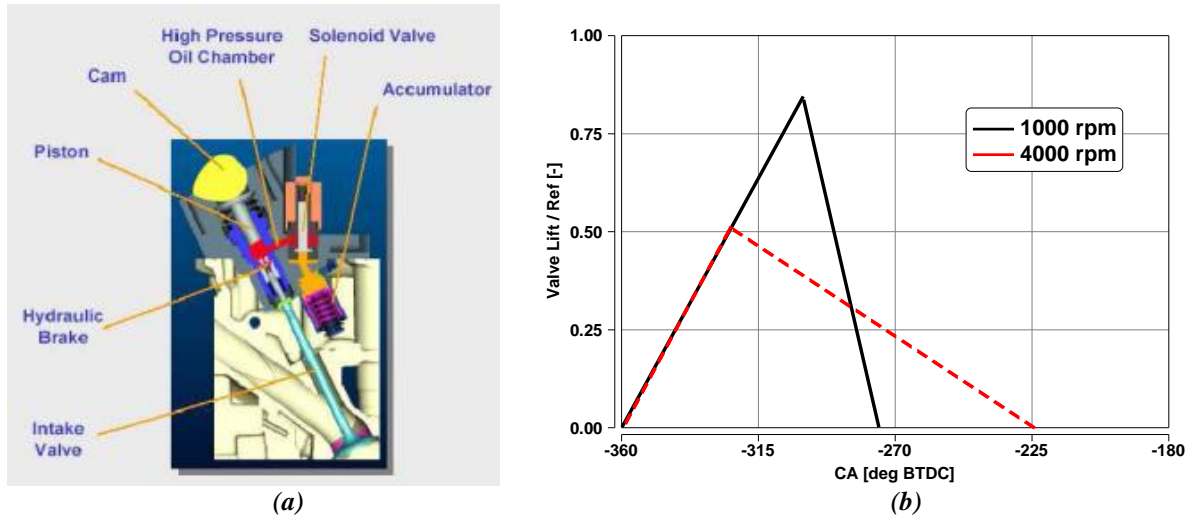 High Pressure
Oil Chamber
Solenoid Valve
Cam
Accumulator
Piston
Hydraulic
Brake
Intake
Valve
(a)
1.00
0.75
0.50
0.25
0.00
Valve Lift / Ref [-]
1000 rpm
4000 rpm
-360
-315
-270
-225
-180
CA [deg BTDC]
(b)